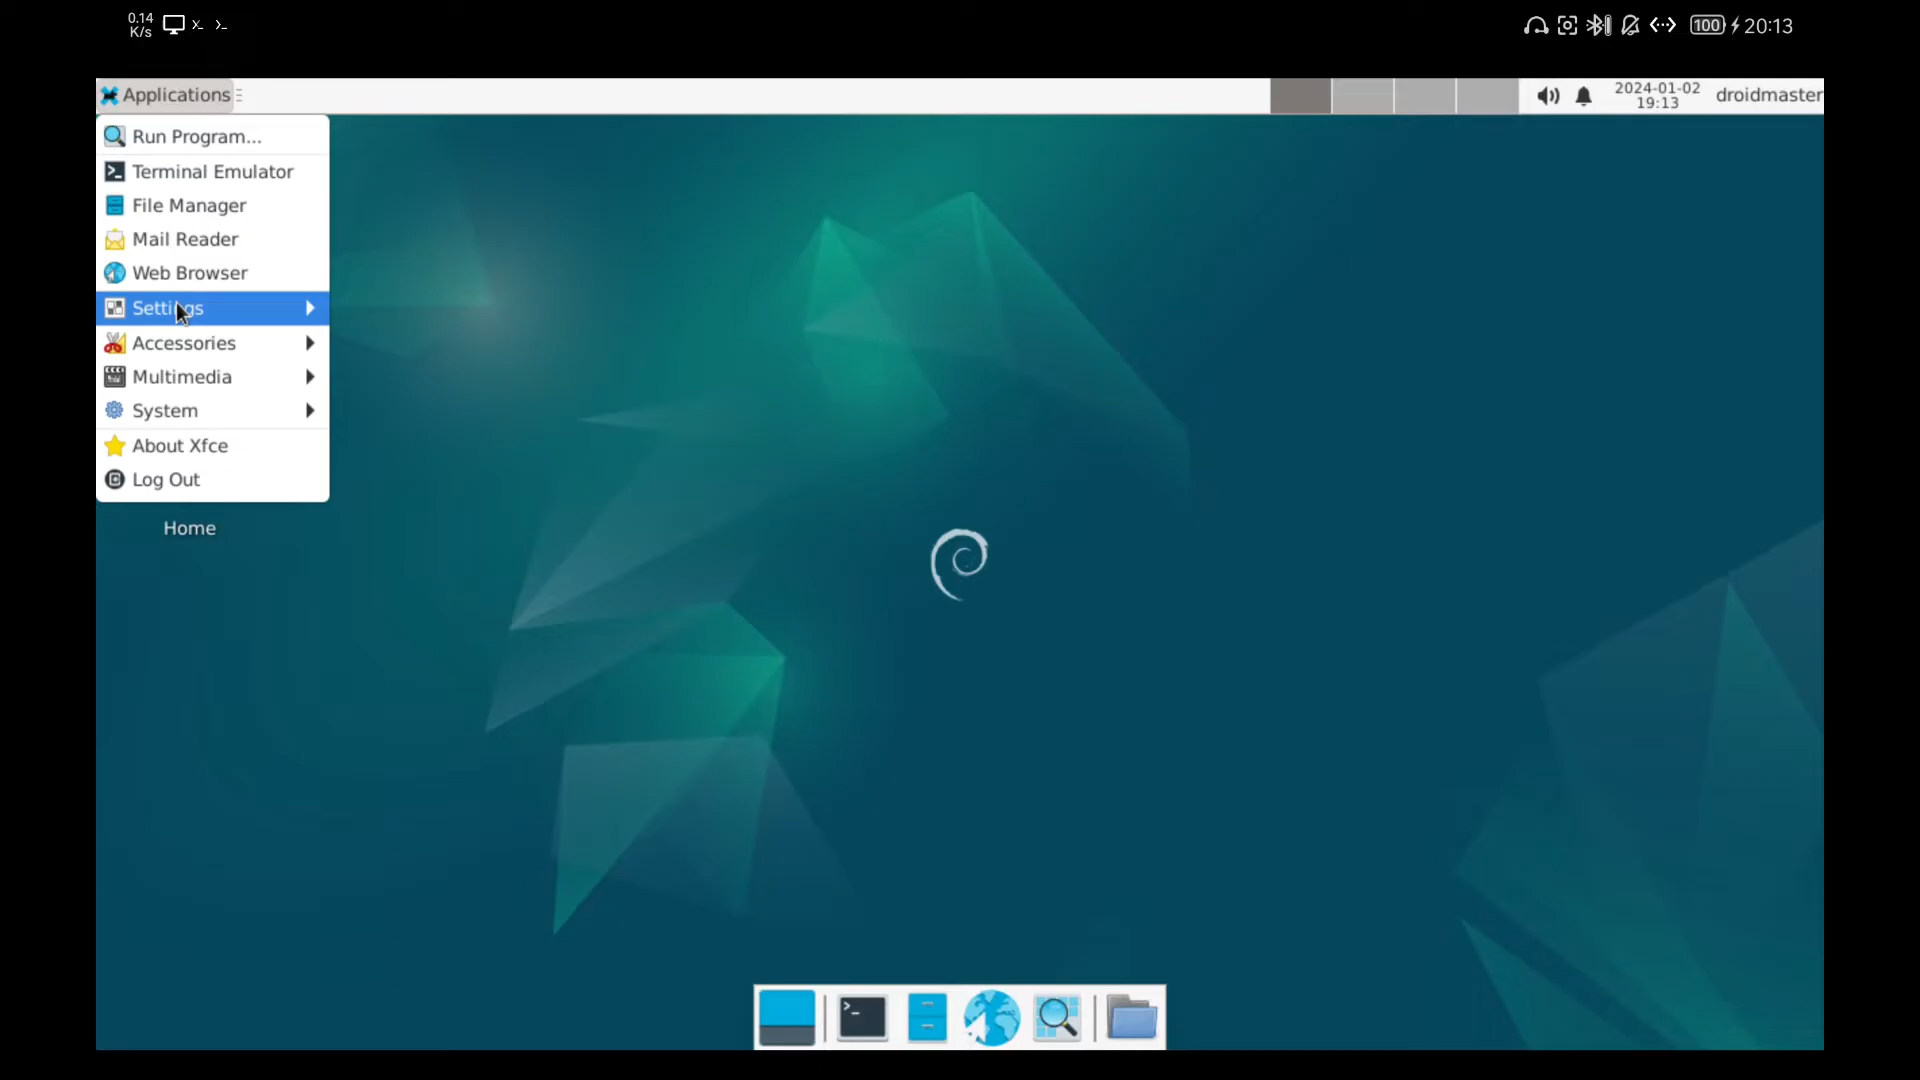 0.14
K/s
100 20:13
Applications
2024-01-02
19:13
droidmaster
Run Program...
Terminal Emulator
File Manager
Mail Reader
Web Browser
Settings
Accessories
Multimedia
System
About Xfce
Log Out
Home